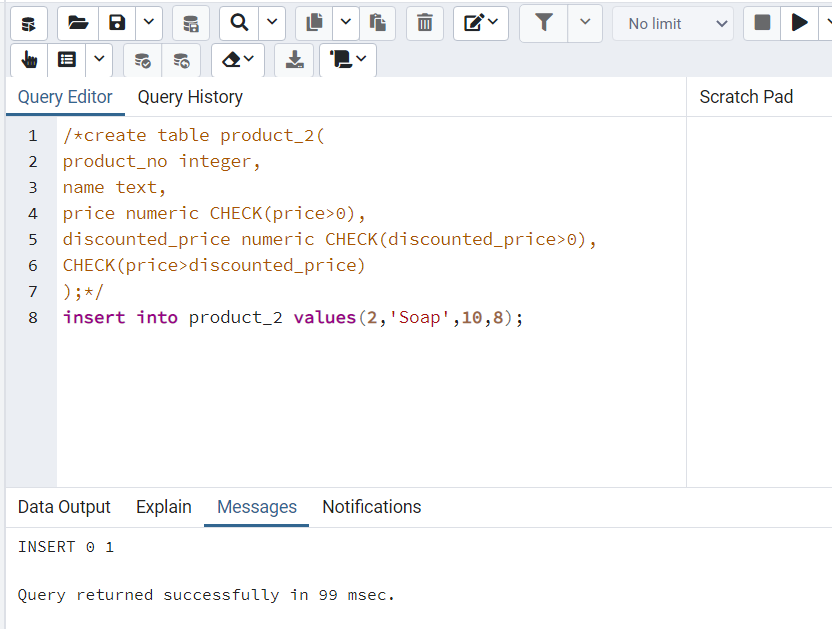 No limit
Query Editor Query History Scratch Pad
1 /*create table product_2(
2 product_no integer,
3 name text,
4 price numeric CHECK(price>0),
5 discounted_price numeric CHECK(discounted_price>0),
6 CHECK(price>discounted_price)
7 );*/
8 insert into product_2 values(2,'Soap',10,8);
Data Output Explain Messages Notifications
INSERT 0 1
Query returned successfully in 99 msec.